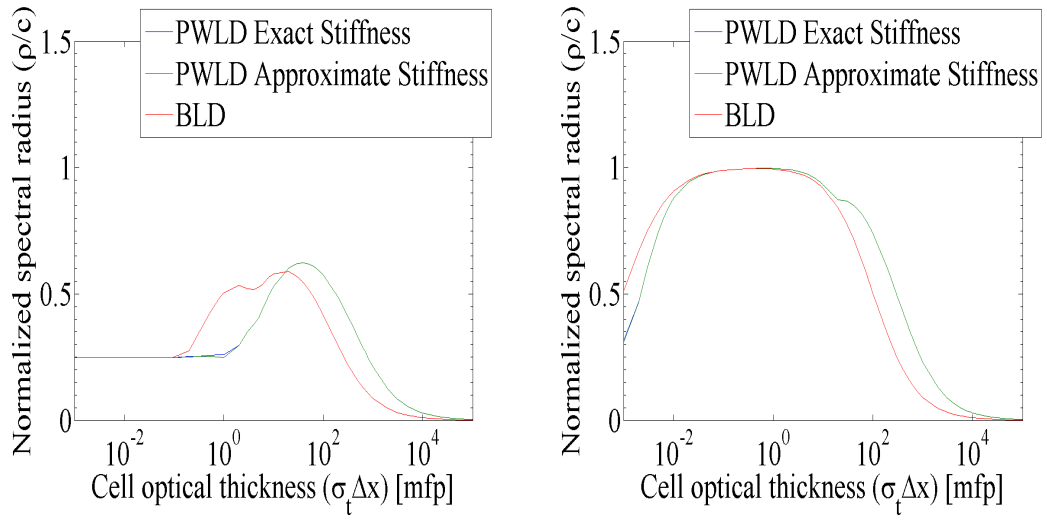 PWLD Exact Stiffness
PWLD Approximate Stiffness
BLD
1.5
1
0.5
0
10^-2
10^0
10^2
10^4
Normalized spectral radius (ρ/c)
Cell optical thickness (σ_tΔx) [mfp]
PWLD Exact Stiffness
PWLD Approximate Stiffness
BLD
1.5
1
0.5
0
10^-2
10^0
10^2
10^4
Normalized spectral radius (ρ/c)
Cell optical thickness (σ_tΔx) [mfp]